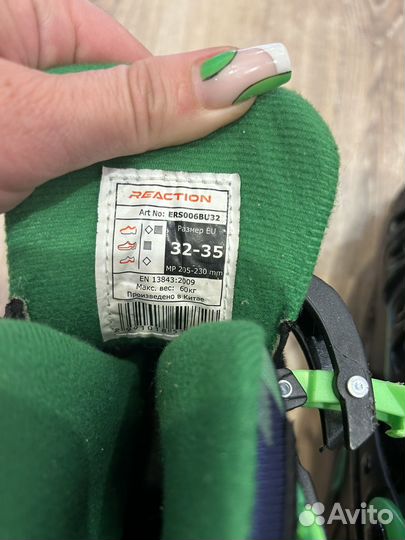 REACTION
Art No: ERS006BU32
Размер EU
32-35
MP 205-230 mm
EN 13843:2009
Макс. вес: 60кг
Произведено в Китае
Avito